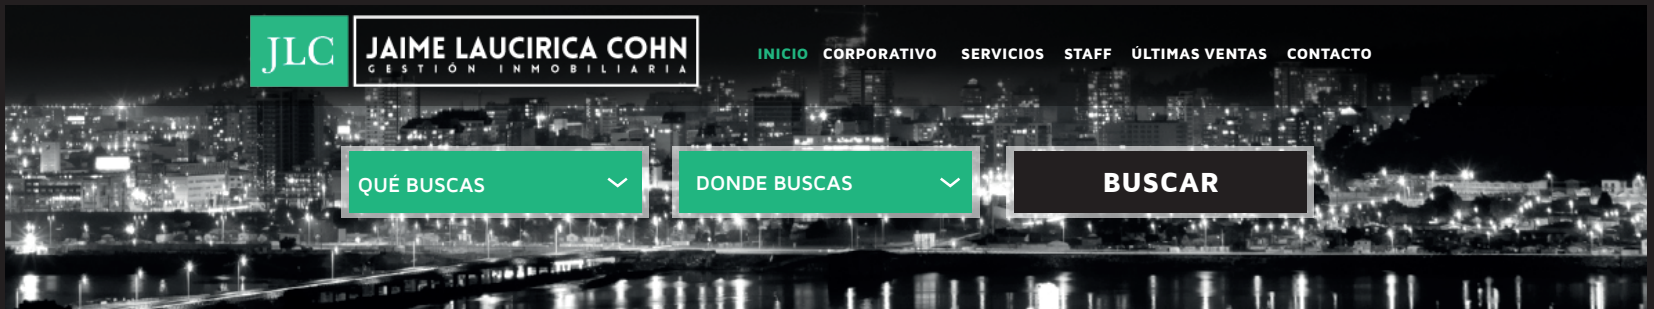 JLC
JAIME LAUCIRICA COHN
GESTIÓN INMOBILIARIA
INICIO CORPORATIVO SERVICIOS STAFF ÚLTIMAS VENTAS CONTACTO
QUÉ BUSCAS
DONDE BUSCAS
BUSCAR